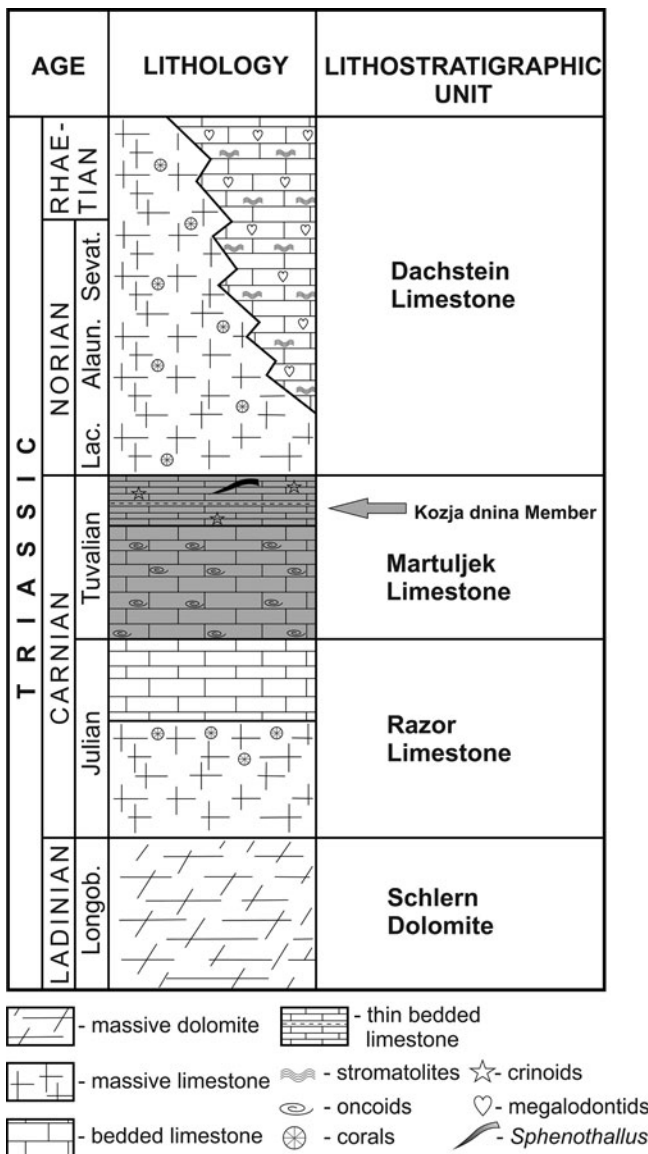 AGE
LITHOLOGY
LITHOSTRATIGRAPHIC
UNIT
TRIASSIC
RHAE-
TIAN
NORIAN
Sevat.
Alaun.
Lac.
Dachstein
Limestone
CARNIAN
Tuvalian
Kozja dnina Member
Martuljek
Limestone
Julian
Razor
Limestone
LADINIAN
Longob.
Schlern
Dolomite
- massive dolomite
- thin bedded
limestone
- massive limestone
- stromatolites
- crinoids
- oncoids
- megalodontids
- bedded limestone
- corals
- Sphenothallus